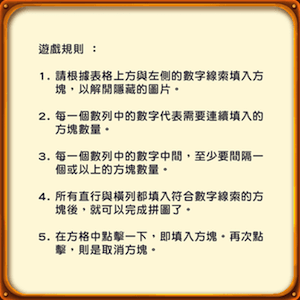 遊戲規則 ：
1. 請根據表格上方與左側的數字線索填入方
塊，以解開隱藏的圖片。
2. 每一個數列中的數字代表需要連續填入的
方塊數量。
3. 每一個數列中的數字中間，至少要間隔一
個或以上的方塊數量。
4. 所有直行與橫列都填入符合數字線索的方
塊後，就可以完成拼圖了。
5. 在方格中點擊一下，即填入方塊。再次點
擊，則是取消方塊。